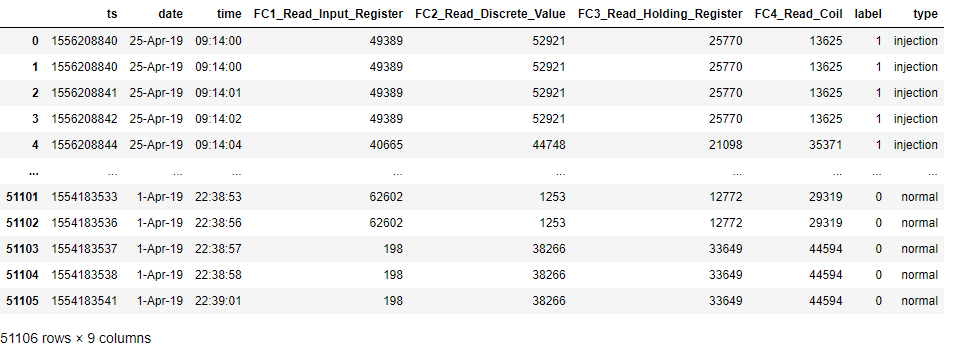 ts date time FC1_Read_Input_Register FC2_Read_Discrete_Value FC3_Read_Holding_Register FC4_Read_Coil label type
0 1556208840 25-Apr-19 09:14:00 49389 52921 25770 13625 1 injection
1 1556208840 25-Apr-19 09:14:00 49389 52921 25770 13625 1 injection
2 1556208841 25-Apr-19 09:14:01 49389 52921 25770 13625 1 injection
3 1556208842 25-Apr-19 09:14:02 49389 52921 25770 13625 1 injection
4 1556208844 25-Apr-19 09:14:04 40665 44748 21098 35371 1 injection
... ... ... ... ... ... ... ... ... ...
51101 1554183533 1-Apr-19 22:38:53 62602 1253 12772 29319 0 normal
51102 1554183536 1-Apr-19 22:38:56 62602 1253 12772 29319 0 normal
51103 1554183537 1-Apr-19 22:38:57 198 38266 33649 44594 0 normal
51104 1554183538 1-Apr-19 22:38:58 198 38266 33649 44594 0 normal
51105 1554183541 1-Apr-19 22:39:01 198 38266 33649 44594 0 normal
51106 rows × 9 columns